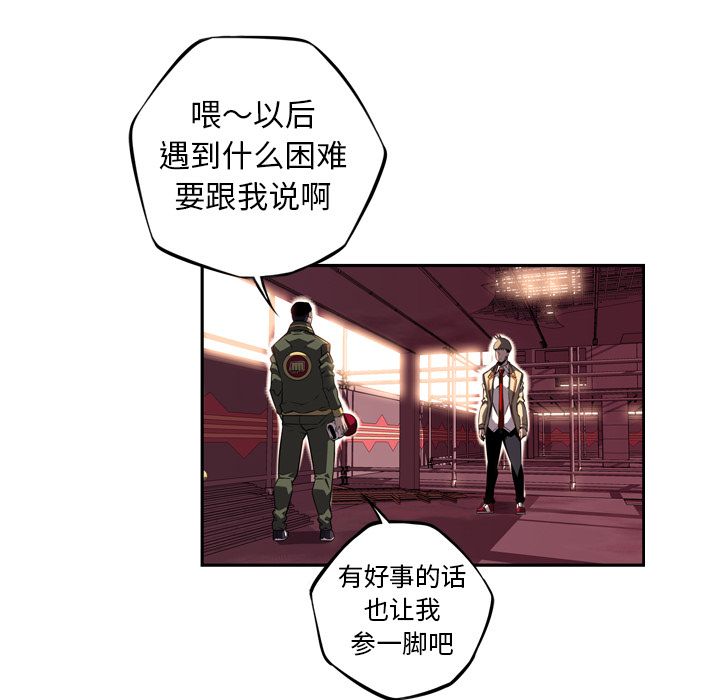 喂～以后
遇到什么困难
要跟我说啊
有好事的话
也让我
参一脚吧